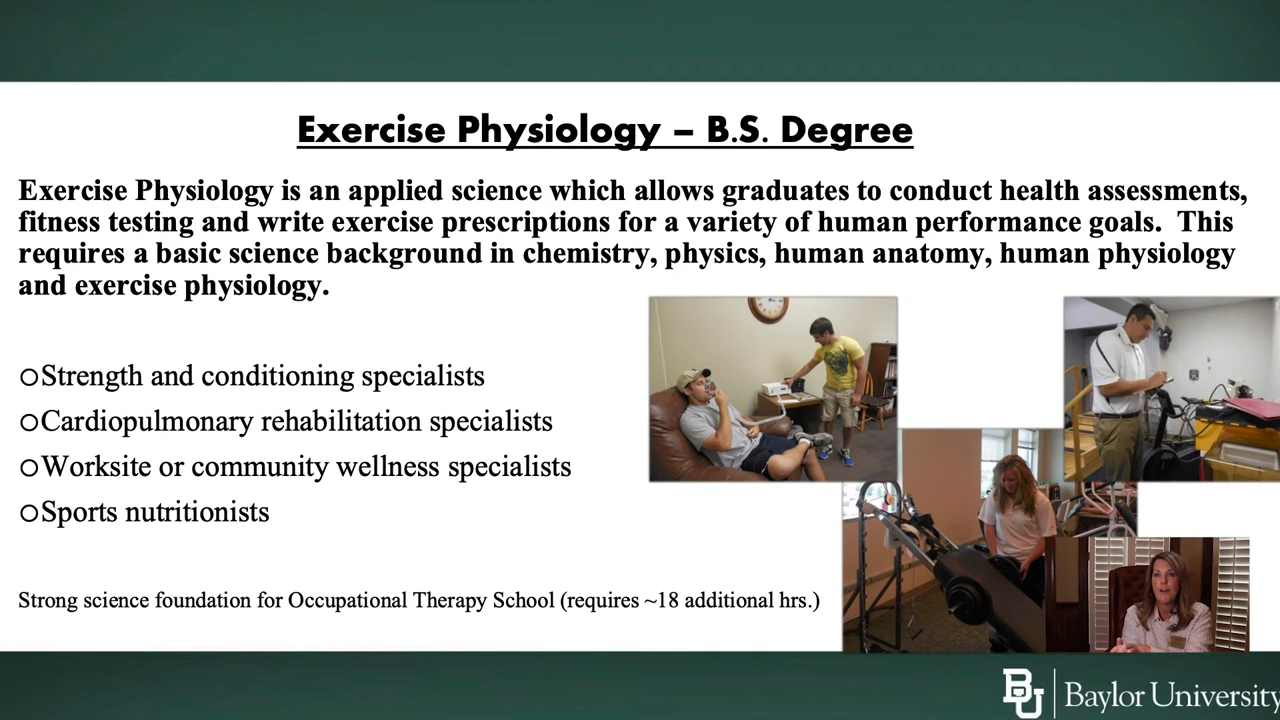 Exercise Physiology – B.S. Degree
Exercise Physiology is an applied science which allows graduates to conduct health assessments,
fitness testing and write exercise prescriptions for a variety of human performance goals.  This
requires a basic science background in chemistry, physics, human anatomy, human physiology
and exercise physiology.
○Strength and conditioning specialists
○Cardiopulmonary rehabilitation specialists
○Worksite or community wellness specialists
○Sports nutritionists
Strong science foundation for Occupational Therapy School (requires ~18 additional hrs.)
BU Baylor University